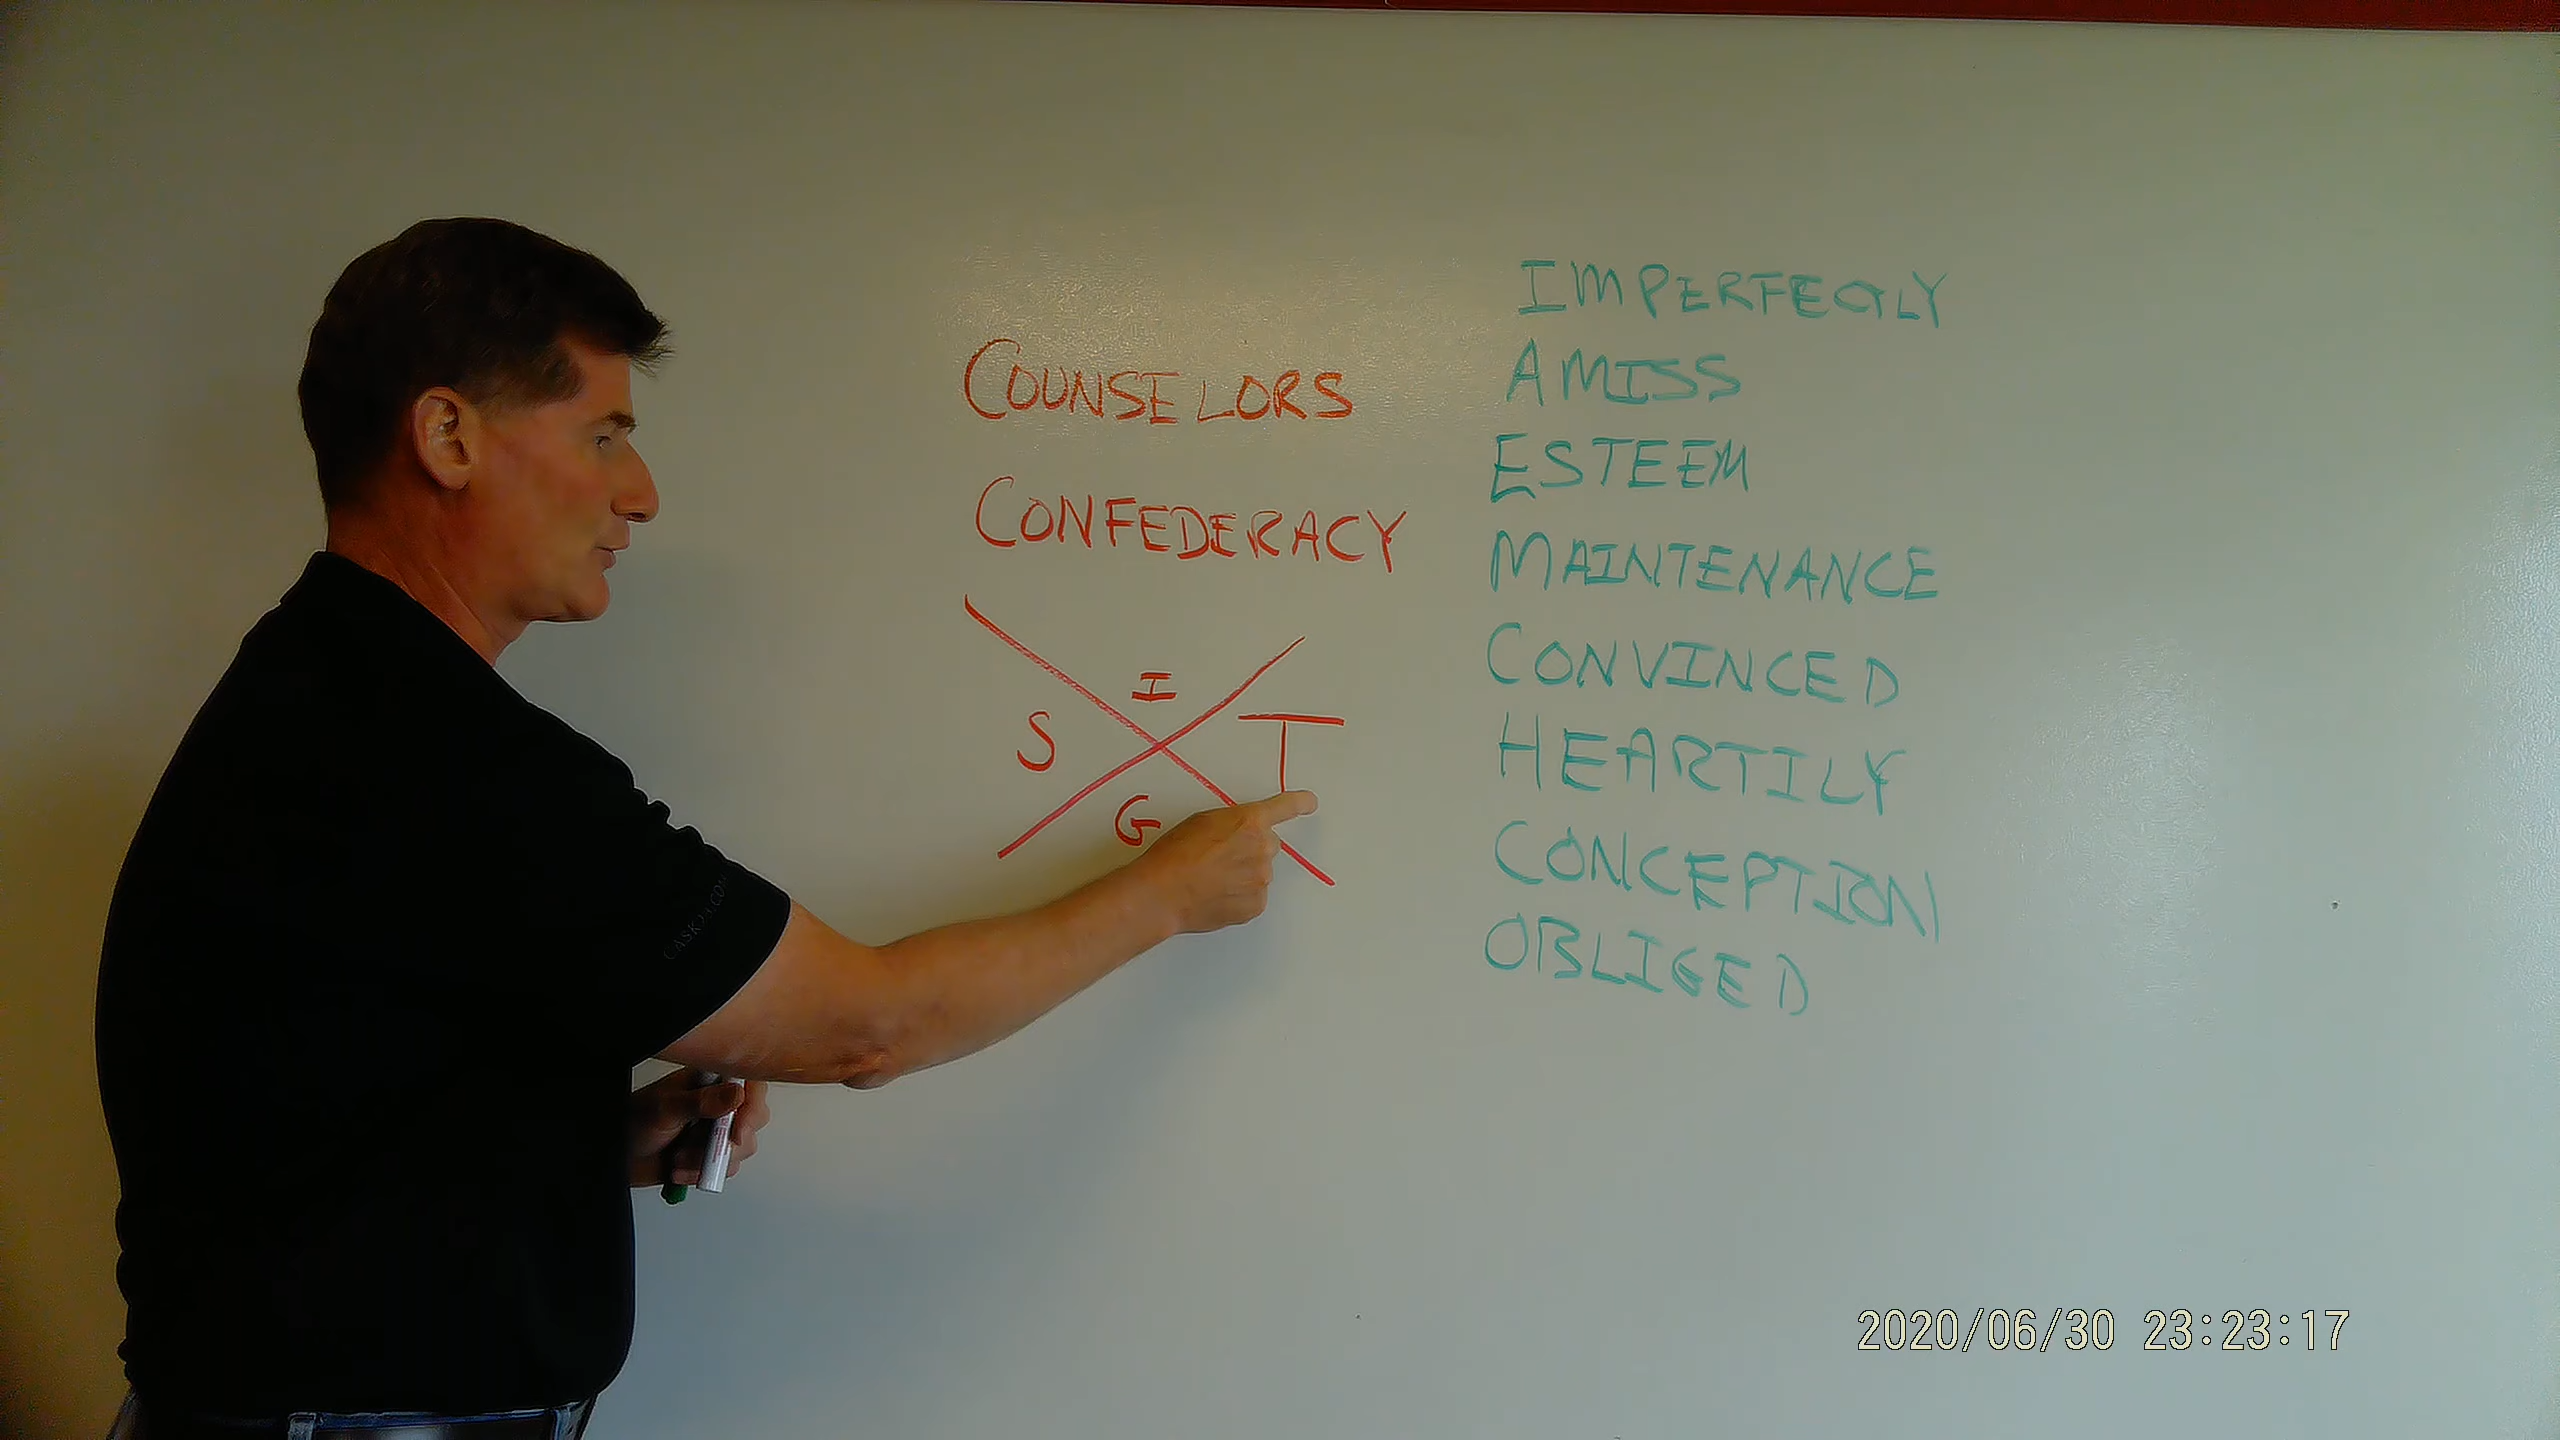 COUNSELORS
CONFEDERACY
I
S T
G
IMPERFECTLY
AMISS
ESTEEM
MAINTENANCE
CONVINCED
HEARTILY
CONCEPTION
OBLIGED
2020/06/30 23:23:17